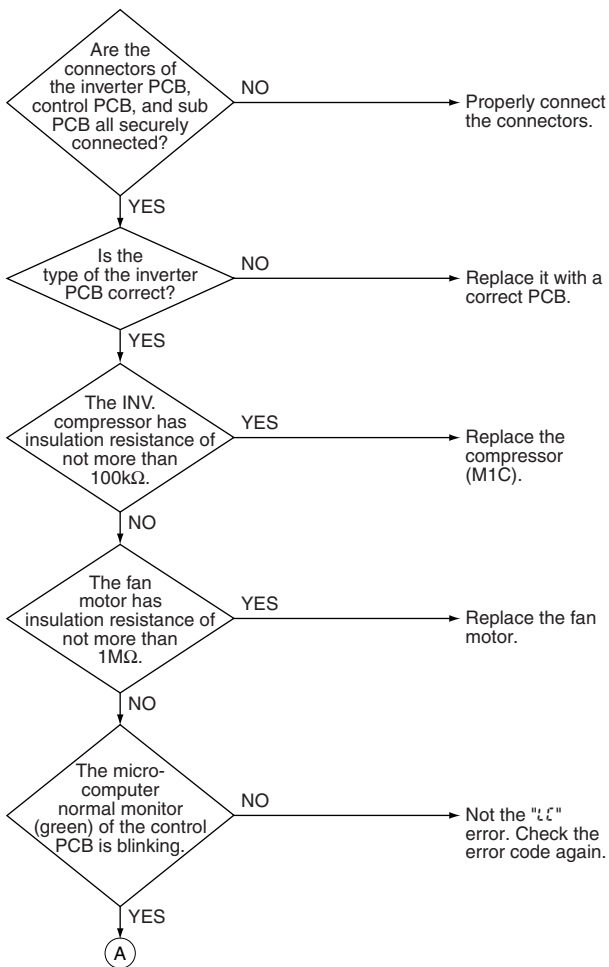 Are the
connectors of
the inverter PCB,
control PCB, and sub
PCB all securely
connected?
NO
Properly connect
the connectors.
YES
Is the
type of the inverter
PCB correct?
NO
Replace it with a
correct PCB.
YES
The INV.
compressor has
insulation resistance of
not more than
100kΩ.
YES
Replace the
compressor
(M1C).
NO
The fan
motor has
insulation resistance of
not more than
1MΩ.
YES
Replace the fan
motor.
NO
The micro-
computer
normal monitor
(green) of the control
PCB is blinking.
NO
Not the "LC"
error. Check the
error code again.
YES
A